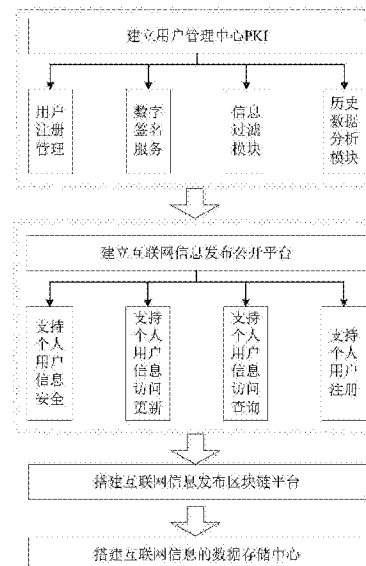 建立用户管理中心PKI
用户
注册
管理
数字
签名
服务
信息
过滤
模块
历史
数据
分析
模块
建立互联网信息发布公开平台
支持
个人
用户
信息
安全
支持
个人
用户
信息
访问
更新
支持
个人
用户
信息
访问
查询
支持
个人
用户
注册
搭建互联网信息发布区块链平台
搭建互联网信息的数据存储中心